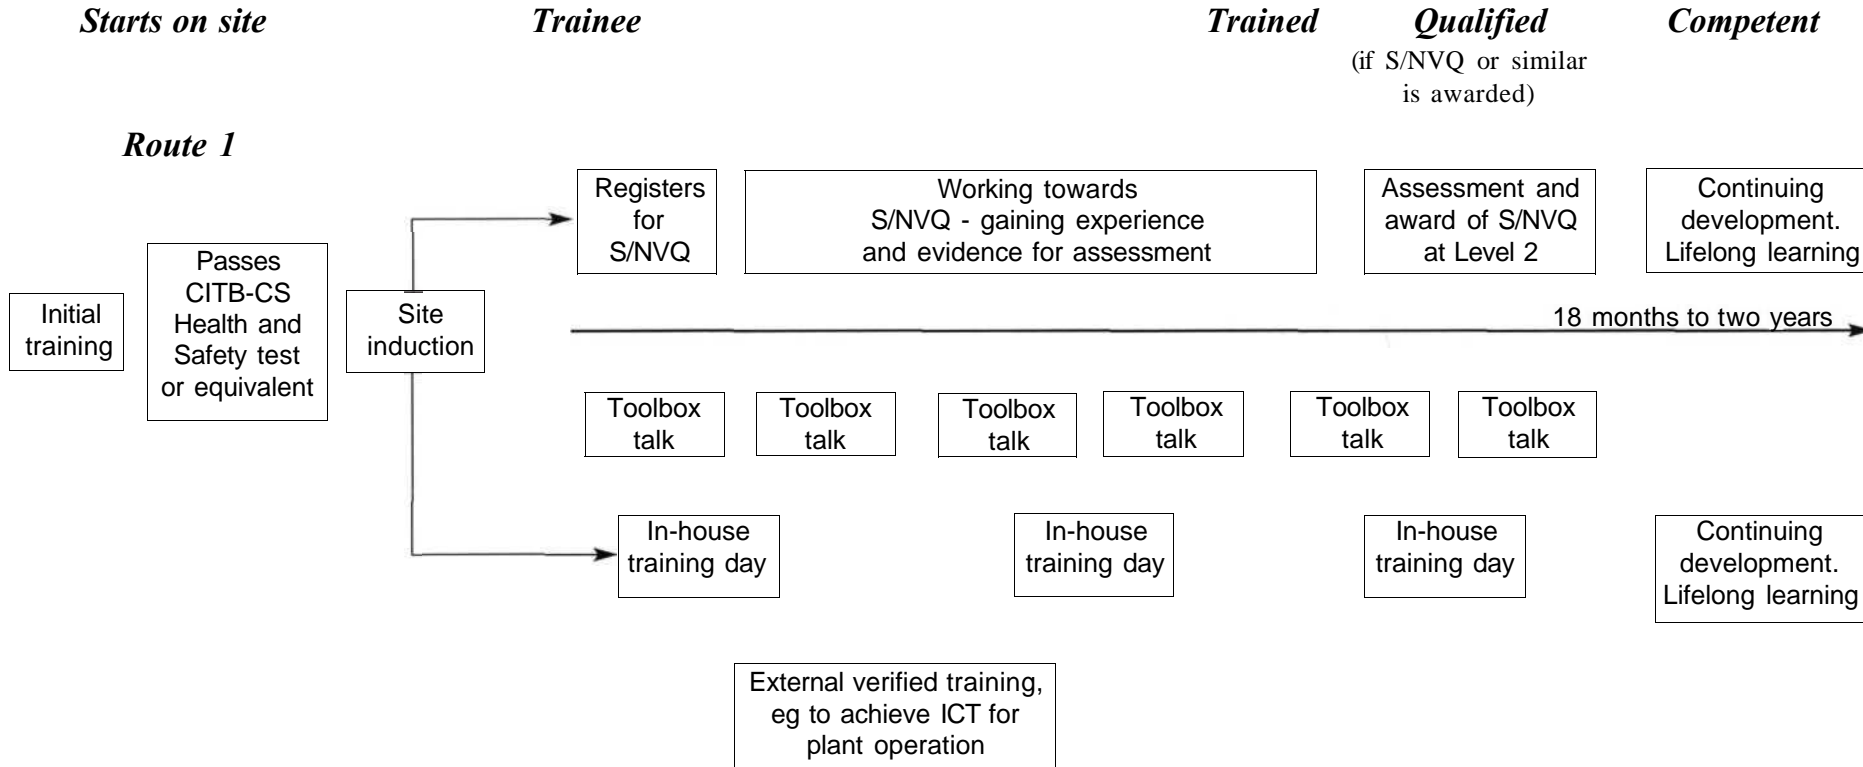 Starts on site
Trainee
Trained
Qualified
Competent
(if S/NVQ or similar
is awarded)
Route 1
Initial
training
Passes
CITB-CS
Health and
Safety test
or equivalent
Site
induction
Registers
for
S/NVQ
Working towards
S/NVQ - gaining experience
and evidence for assessment
Assessment and
award of S/NVQ
at Level 2
Continuing
development.
Lifelong learning
18 months to two years
Toolbox
talk
Toolbox
talk
Toolbox
talk
Toolbox
talk
Toolbox
talk
Toolbox
talk
In-house
training day
In-house
training day
In-house
training day
Continuing
development.
Lifelong learning
External verified training,
eg to achieve ICT for
plant operation